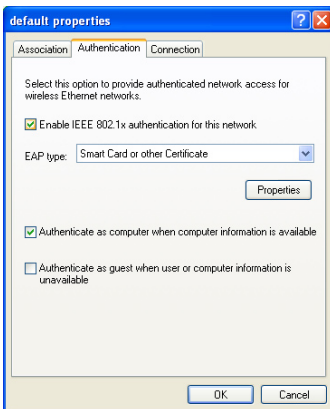 default properties
Association Authentication Connection
Select this option to provide authenticated network access for
wireless Ethernet networks.
Enable IEEE 802.1x authentication for this network
EAP type: Smart Card or other Certificate
Properties
Authenticate as computer when computer information is available
Authenticate as guest when user or computer information is
unavailable
OK Cancel